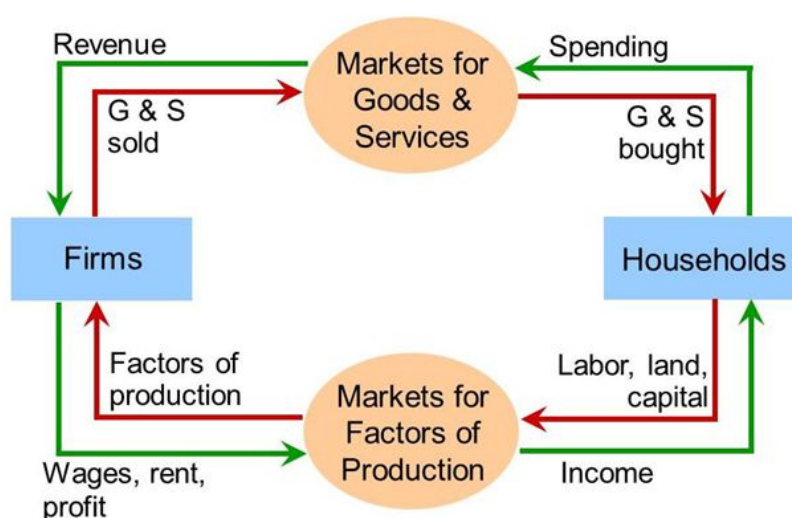 Revenue
Markets for
Goods &
Services
Spending
G & S
sold
G & S
bought
Firms
Households
Factors of
production
Markets for
Factors of
Production
Labor, land,
capital
Wages, rent,
profit
Income